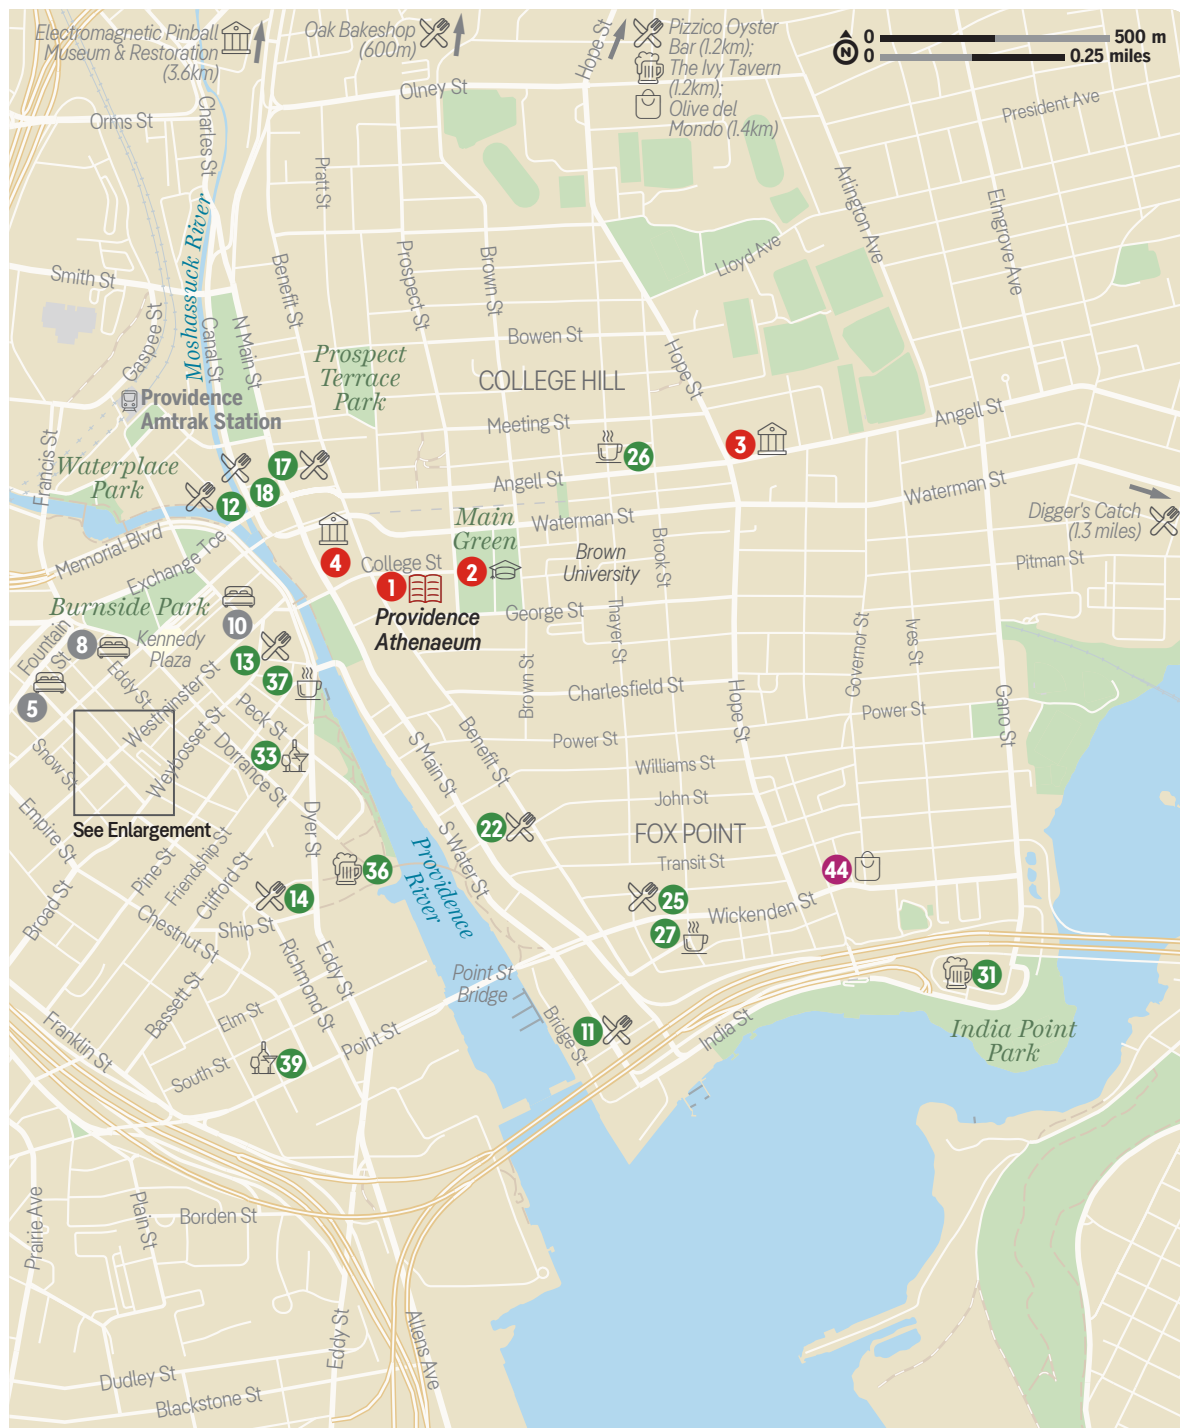 Electromagnetic Pinball
Museum & Restoration
(3.6km)
Oak Bakeshop
(600m)
Hope St
Pizzico Oyster
Bar (1.2km);
The Ivy Tavern
(1.2km);
Olive del
Mondo (1.4km)
N
0
500 m
0
0.25 miles
Olney St
President Ave
Orms St
Charles St
Pratt St
Arlington Ave
Elmgrove Ave
Moshassuck River
Prospect St
Brown St
Lloyd Ave
Smith St
Benefit St
Gaspee St
Canal St
N Main St
Bowen St
Prospect
Terrace
Park
Hope St
COLLEGE HILL
Providence
Amtrak Station
Meeting St
Angell St
3
26
Francis St
Waterplace
Park
17
18
12
Angell St
Waterman St
Main
Green
Waterman St
Digger's Catch
(1.3 miles)
Memorial Blvd
Exchange Tce
4
College St
1
2
Brown
University
Brook St
Pitman St
Burnside Park
Providence
Athenaeum
George St
Thayer St
Governor St
Ives St
10
8
Kennedy
Plaza
Fountain
St
13
37
5
Eddy St
Westminster St
Brown St
Charlesfield St
Hope St
Power St
Gano St
Peck St
Weybosset St
Dorrance St
33
Snow St
S Main St
Benefit St
Power St
Williams St
John St
See Enlargement
Empire St
Dyer St
22
FOX POINT
Transit St
Pine St
Friendship St
Clifford St
36
Providence
River
S Water St
44
Broad St
14
25
Wickenden St
Chestnut St
Ship St
27
Richmond St
Eddy St
Point St
Bridge
31
Bassett St
Elm St
Point St
Bridge St
11
India St
India Point
Park
Franklin St
South St
39
Prairie Ave
Plain St
Borden St
Eddy St
Allens Ave
Dudley St
Blackstone St